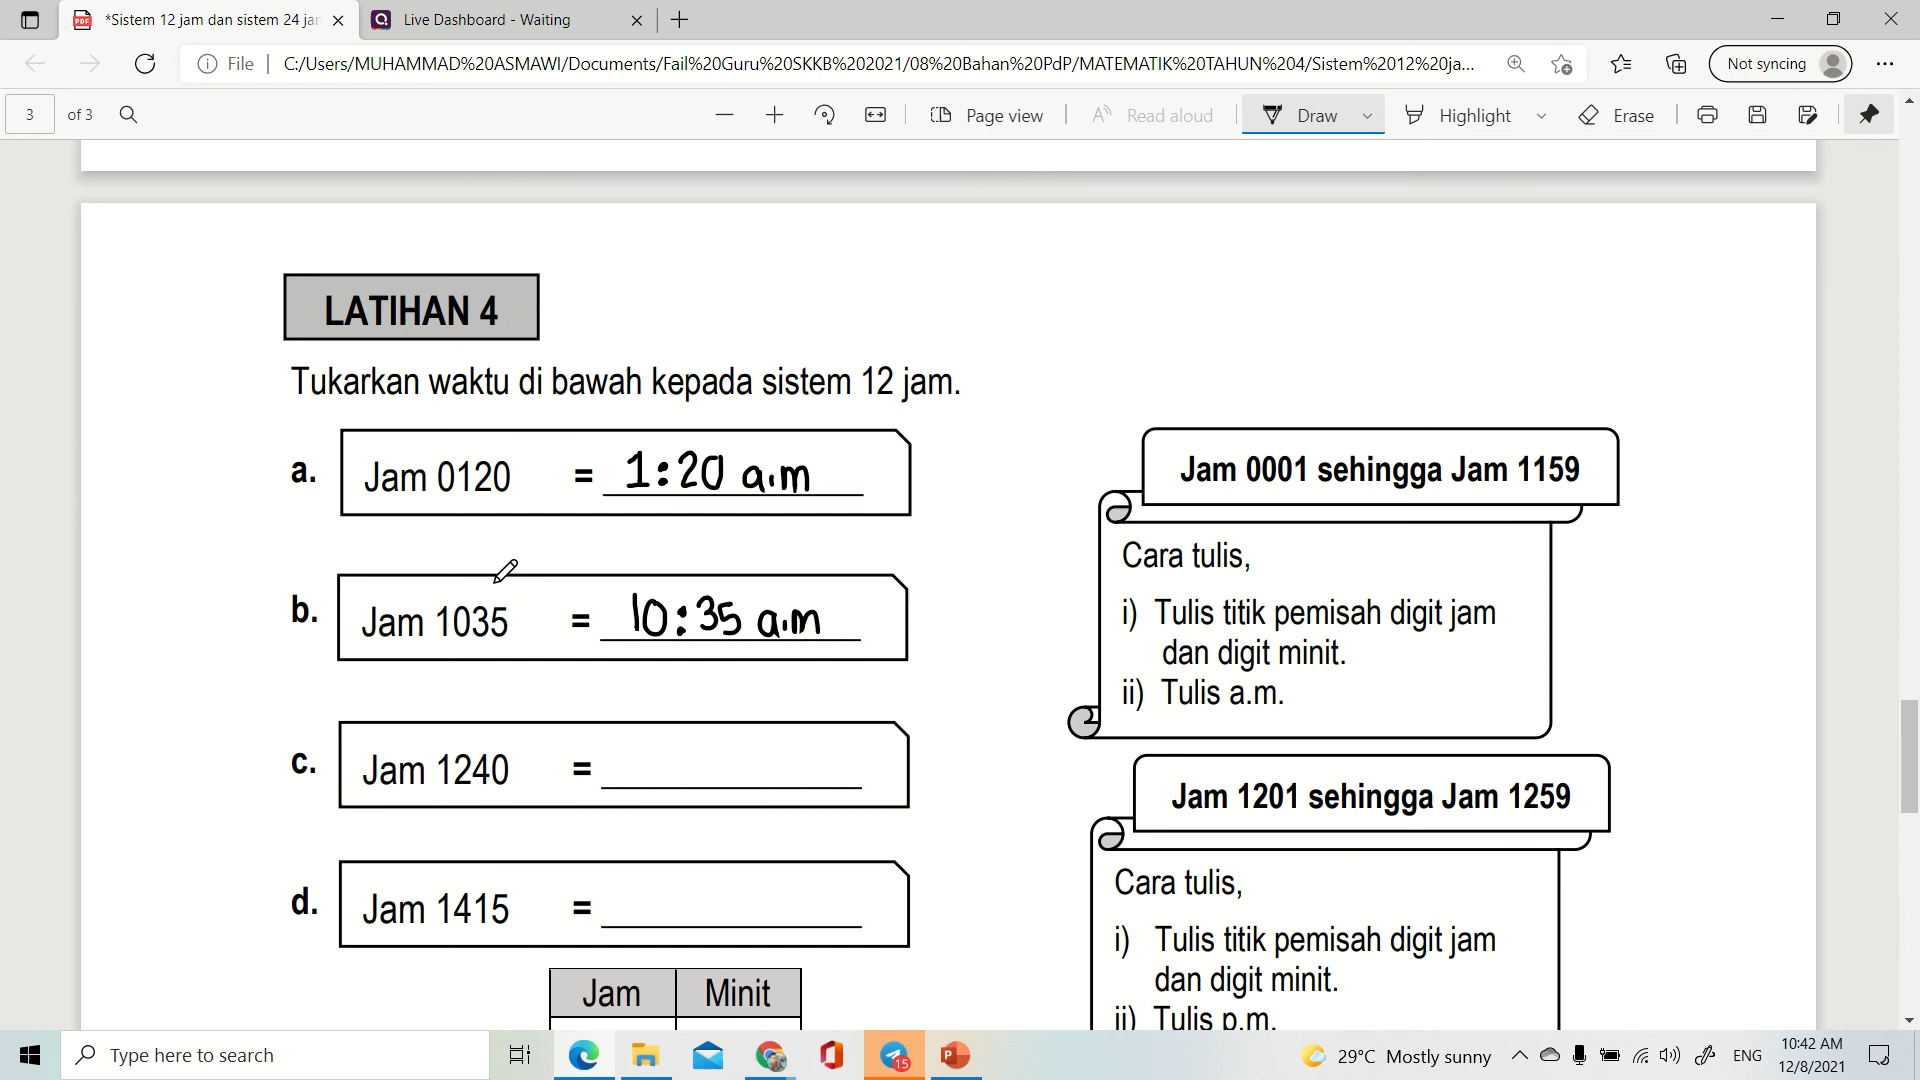 *Sistem 12 jam dan sistem 24 ja
Live Dashboard - Waiting
File
C:/Users/MUHAMMAD%20ASMAWI/Documents/Fail%20Guru%20SKKB%202021/08%20Bahan%20PdP/MATEMATIK%20TAHUN%204/Sistem%2012%20ja...
Not syncing
3 of 3
Page view
Read aloud
Draw
Highlight
Erase
LATIHAN 4
Tukarkan waktu di bawah kepada sistem 12 jam.
a. Jam 0120 = 1:20 a.m
b. Jam 1035 = 10:35 a.m
c. Jam 1240 = ______
d. Jam 1415 = ______
Jam Minit
Jam 0001 sehingga Jam 1159
Cara tulis,
i) Tulis titik pemisah digit jam
dan digit minit.
ii) Tulis a.m.
Jam 1201 sehingga Jam 1259
Cara tulis,
i) Tulis titik pemisah digit jam
dan digit minit.
ii) Tulis p.m.
Type here to search
15
29°C Mostly sunny
ENG
10:42 AM
12/8/2021